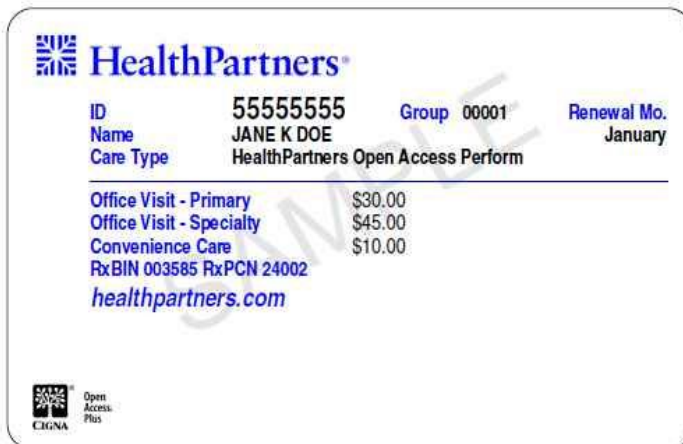 HealthPartners®
ID 55555555 Group 00001 Renewal Mo.
Name JANE K DOE January
Care Type HealthPartners Open Access Perform
Office Visit - Primary $30.00
Office Visit - Specialty $45.00
Convenience Care $10.00
RxBIN 003585 RxPCN 24002
healthpartners.com
SAMPLE
CIGNA
Open
Access
Plus